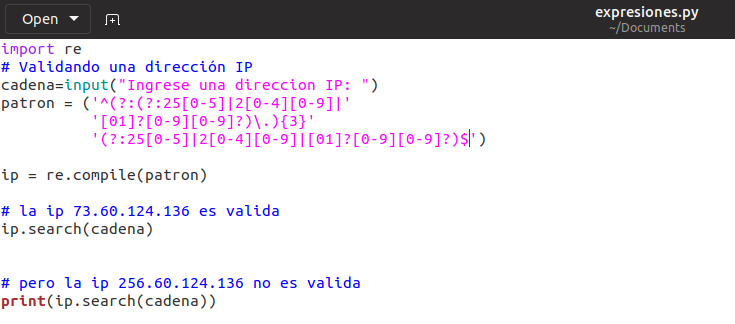 Open
expresiones.py
~/Documents
import re
# Validando una dirección IP
cadena=input("Ingrese una direccion IP: ")
patron = ('^(?:(?:25[0-5]|2[0-4][0-9]|'
'[01]?[0-9][0-9]?)\.){3}'
'(?:25[0-5]|2[0-4][0-9]|[01]?[0-9][0-9]?)$')
ip = re.compile(patron)
# la ip 73.60.124.136 es valida
ip.search(cadena)
# pero la ip 256.60.124.136 no es valida
print(ip.search(cadena))